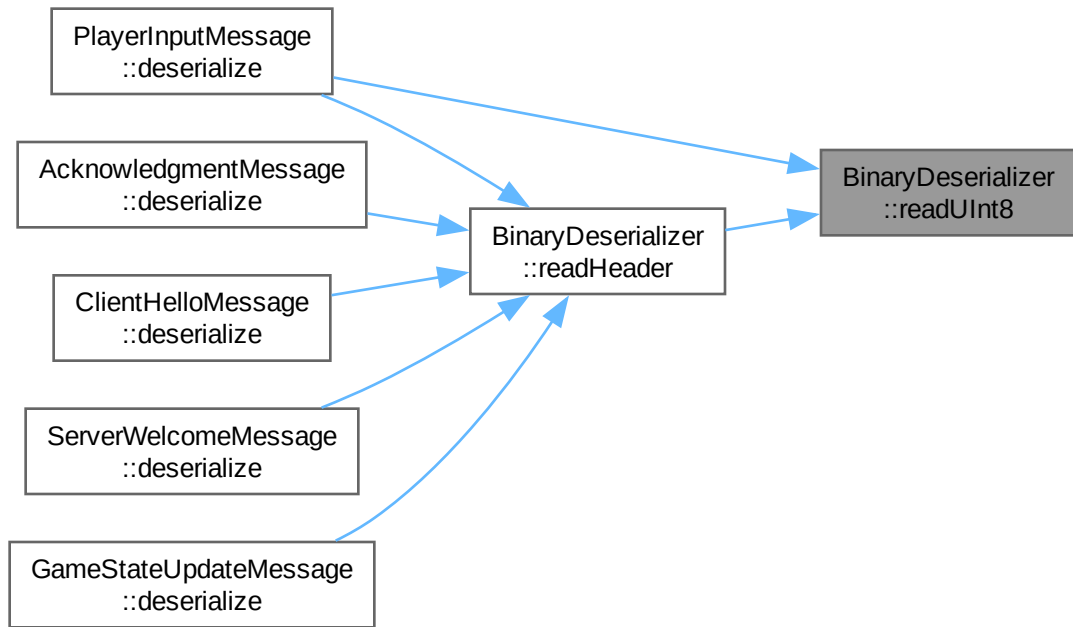 PlayerInputMessage
::deserialize
AcknowledgmentMessage
::deserialize
ClientHelloMessage
::deserialize
ServerWelcomeMessage
::deserialize
GameStateUpdateMessage
::deserialize
BinaryDeserializer
::readHeader
BinaryDeserializer
::readUInt8